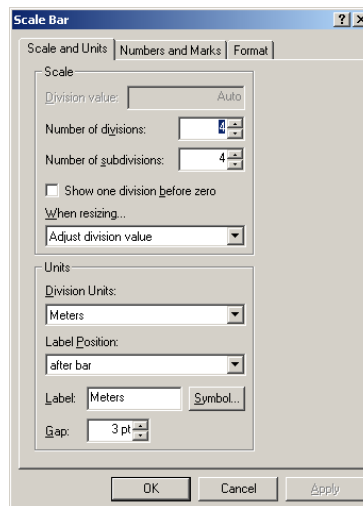 Scale Bar
Scale and Units Numbers and Marks Format
Scale
Division value: Auto
Number of divisions: 4
Number of subdivisions: 4
Show one division before zero
When resizing...
Adjust division value
Units
Division Units:
Meters
Label Position:
after bar
Label: Meters Symbol...
Gap: 3 pt
OK Cancel Apply